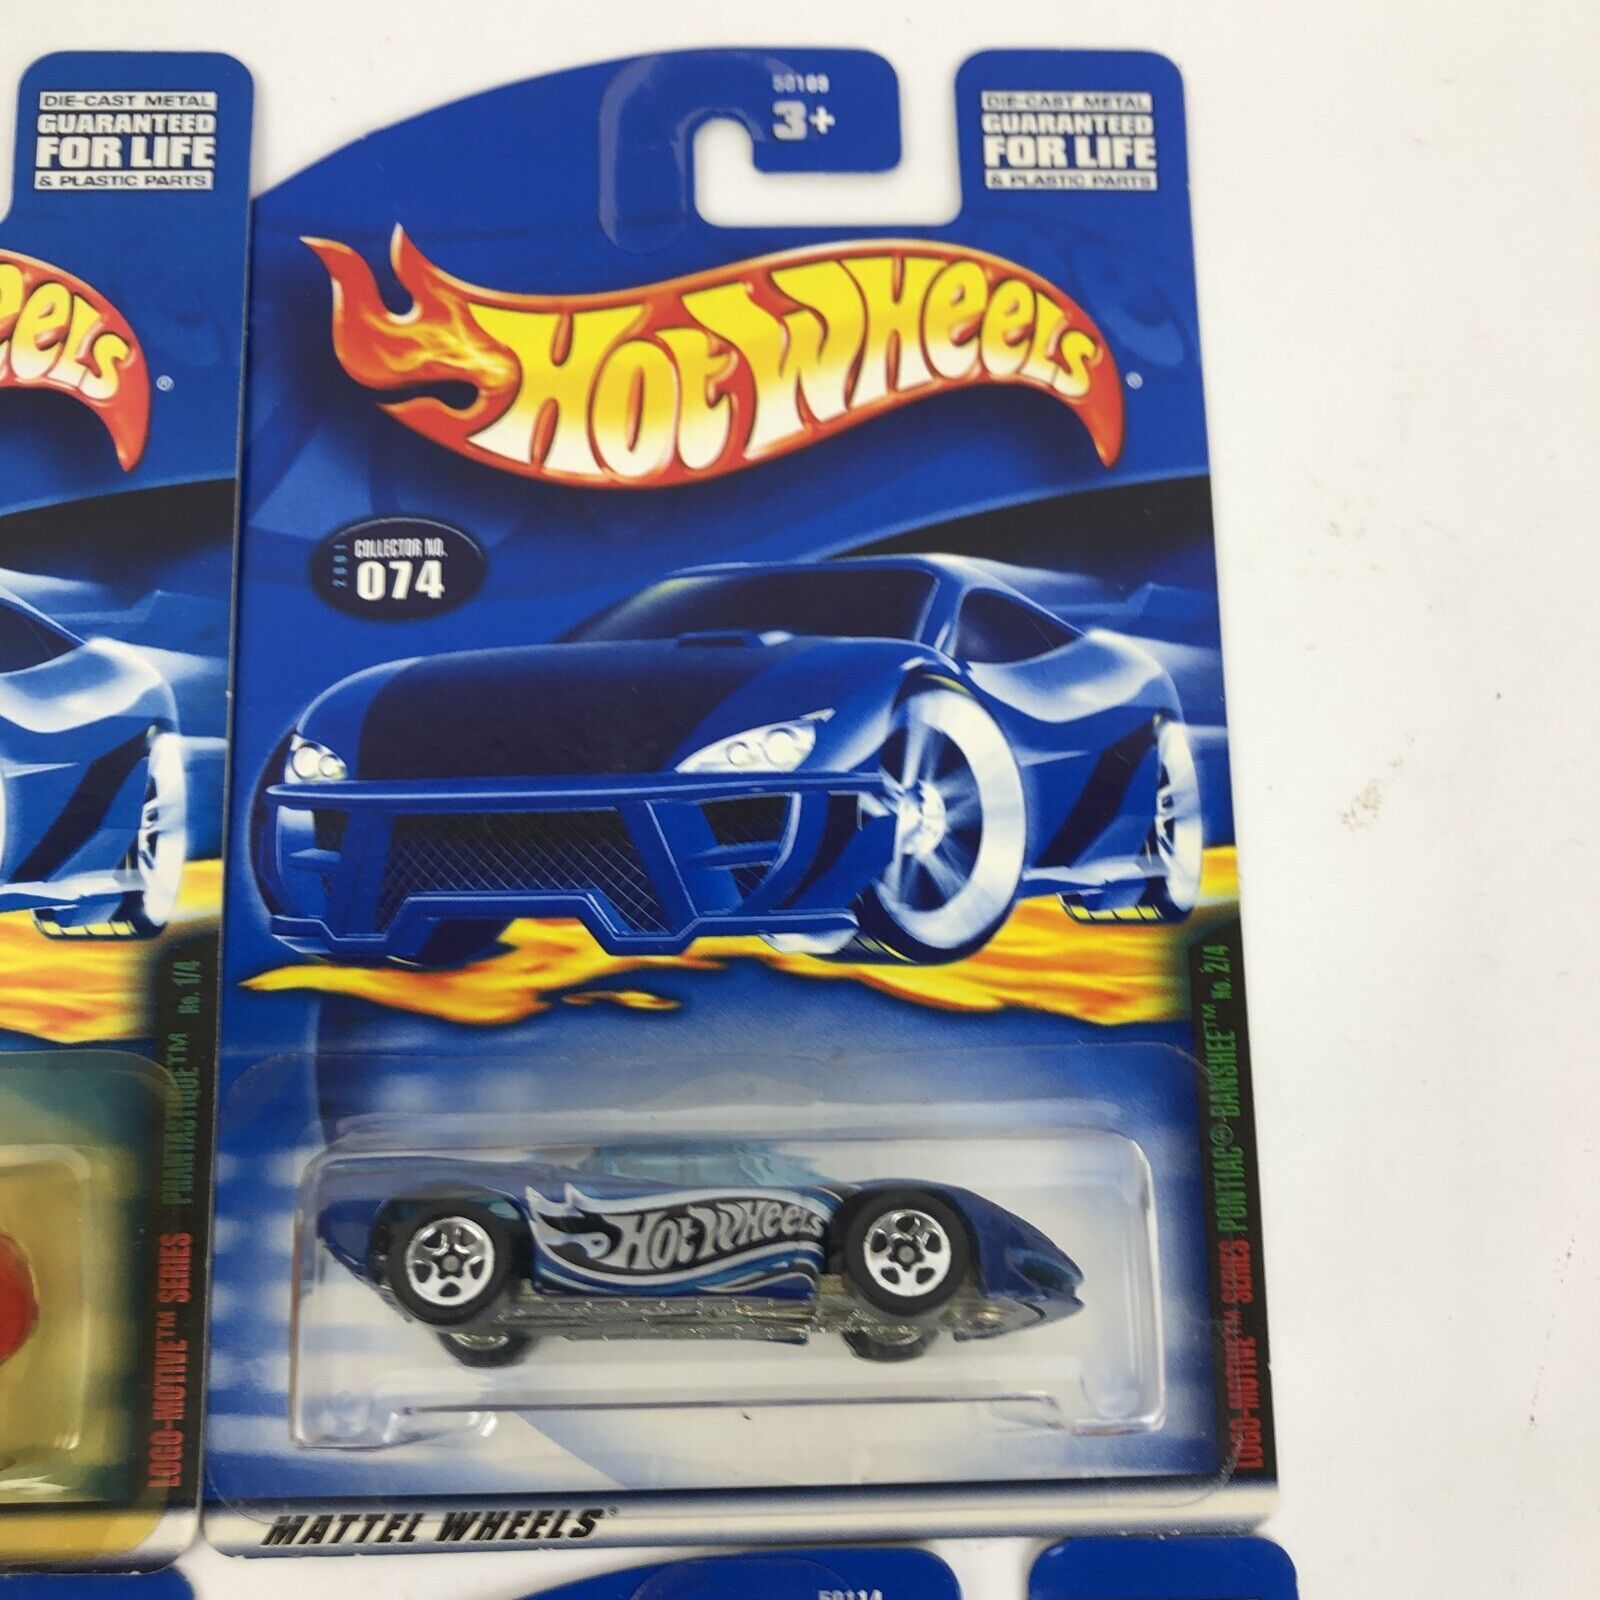 DIE-CAST METAL
GUARANTEED
FOR LIFE
& PLASTIC PARTS
eels®
PHANTASTIQUE™ No. 1/4
LOGO-MOTIVE™ SERIES
50109
3+
DIE-CAST METAL
GUARANTEED
FOR LIFE
& PLASTIC PARTS
HOT WHEELS®
2001
COLLECTOR NO.
074
PONTIAC® BANSHEE™ No. 2/4
LOGO-MOTIVE™ SERIES
HOT WHEELS
MATTEL WHEELS®
50114